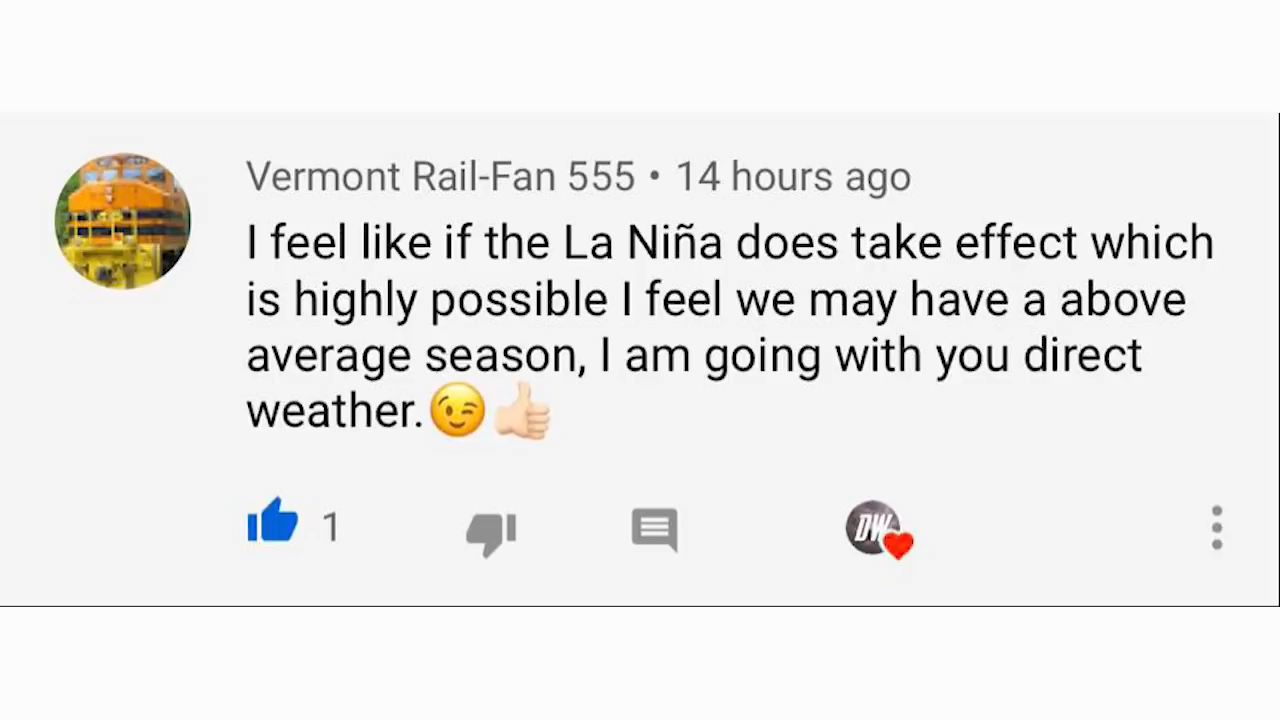 Vermont Rail-Fan 555 • 14 hours ago
I feel like if the La Niña does take effect which
is highly possible I feel we may have a above
average season, I am going with you direct
weather.😉👍🏻
1
DW